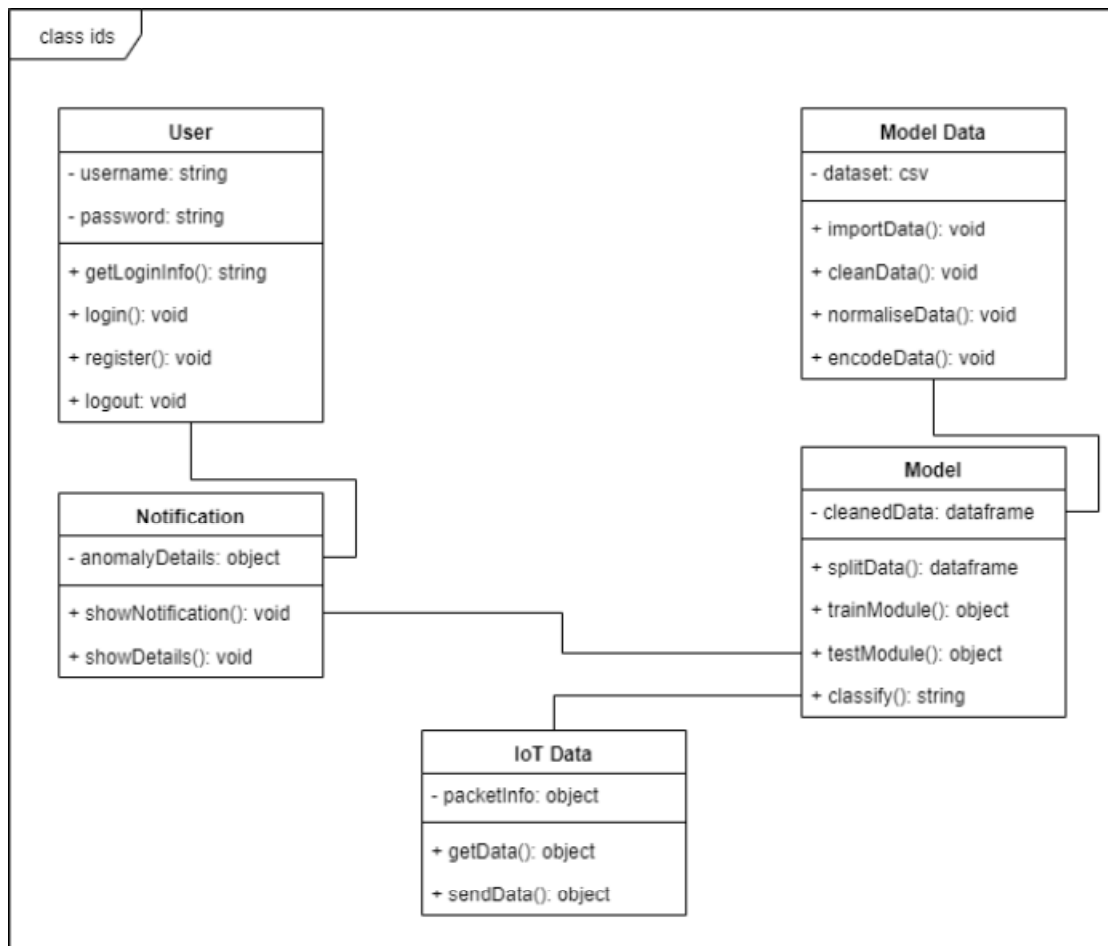 class ids
User
- username: string
- password: string
+ getLoginInfo(): string
+ login(): void
+ register(): void
+ logout: void
Model Data
- dataset: csv
+ importData(): void
+ cleanData(): void
+ normaliseData(): void
+ encodeData(): void
Notification
- anomalyDetails: object
+ showNotification(): void
+ showDetails(): void
Model
- cleanedData: dataframe
+ splitData(): dataframe
+ trainModule(): object
+ testModule(): object
+ classify(): string
IoT Data
- packetInfo: object
+ getData(): object
+ sendData(): object